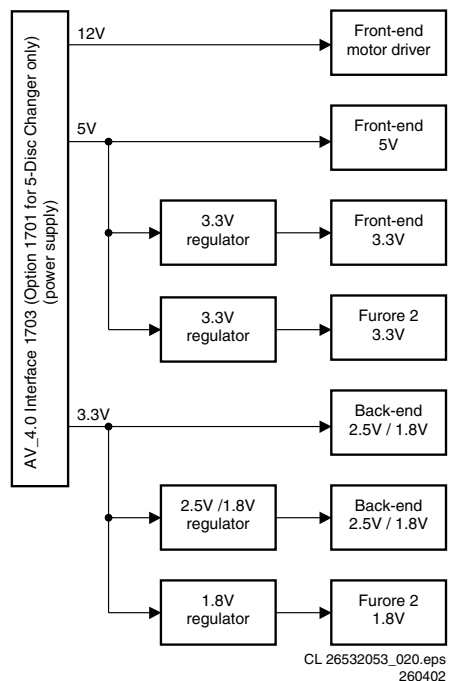 AV_4.0 Interface 1703 (Option 1701 for 5-Disc Changer only)
(power supply)
12V
Front-end
motor driver
5V
Front-end
5V
3.3V
regulator
Front-end
3.3V
3.3V
regulator
Furore 2
3.3V
3.3V
Back-end
2.5V / 1.8V
2.5V /1.8V
regulator
Back-end
2.5V / 1.8V
1.8V
regulator
Furore 2
1.8V
CL 26532053_020.eps
260402